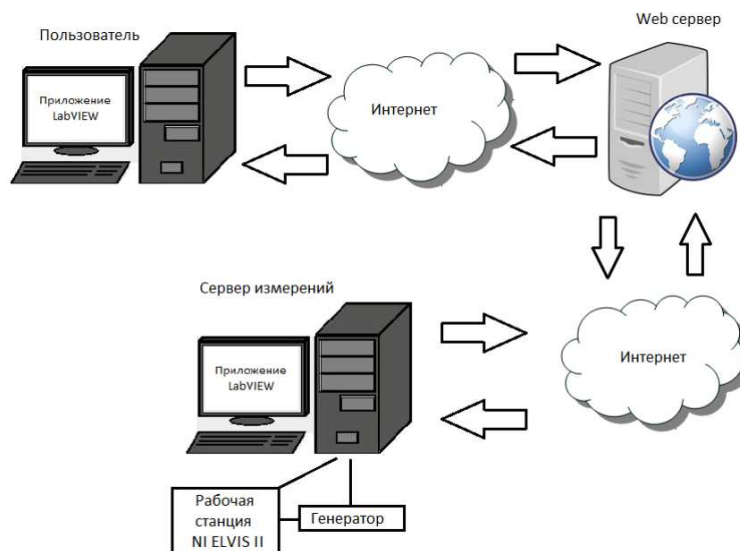 Пользователь
Web сервер
Приложение
LabVIEW
Интернет
Сервер измерений
Приложение
LabVIEW
Интернет
Рабочая
станция
NI ELVIS II
Генератор